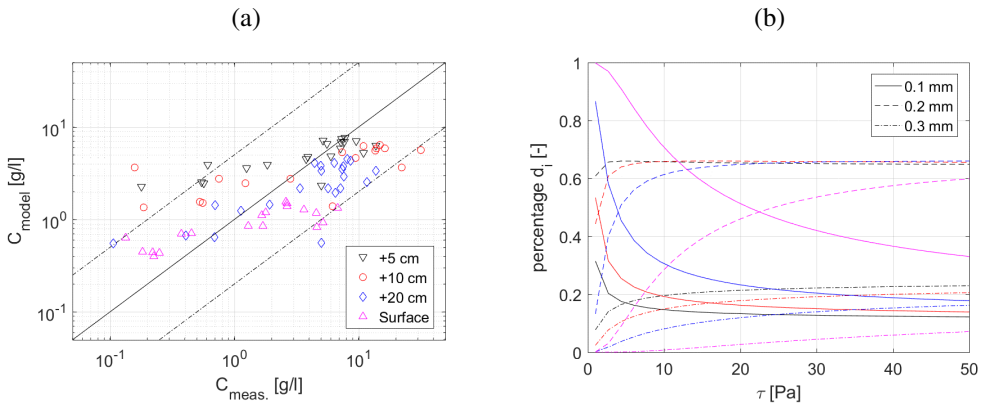 (a)
C_model [g/l]
10^1
10^0
10^-1
10^-1
10^0
10^1
C_meas. [g/l]
+5 cm
+10 cm
+20 cm
Surface
(b)
percentage d_i [-]
1
0.8
0.6
0.4
0.2
0
0
10
20
30
40
50
τ [Pa]
0.1 mm
0.2 mm
0.3 mm